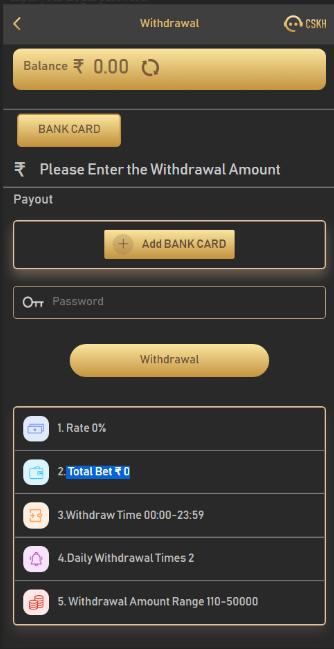 Withdrawal
CSKH
Balance ₹ 0.00
BANK CARD
₹ Please Enter the Withdrawal Amount
Payout
+ Add BANK CARD
Password
Withdrawal
1. Rate 0%
2. Total Bet ₹ 0
3.Withdraw Time 00:00-23:59
4.Daily Withdrawal Times 2
5. Withdrawal Amount Range 110-50000